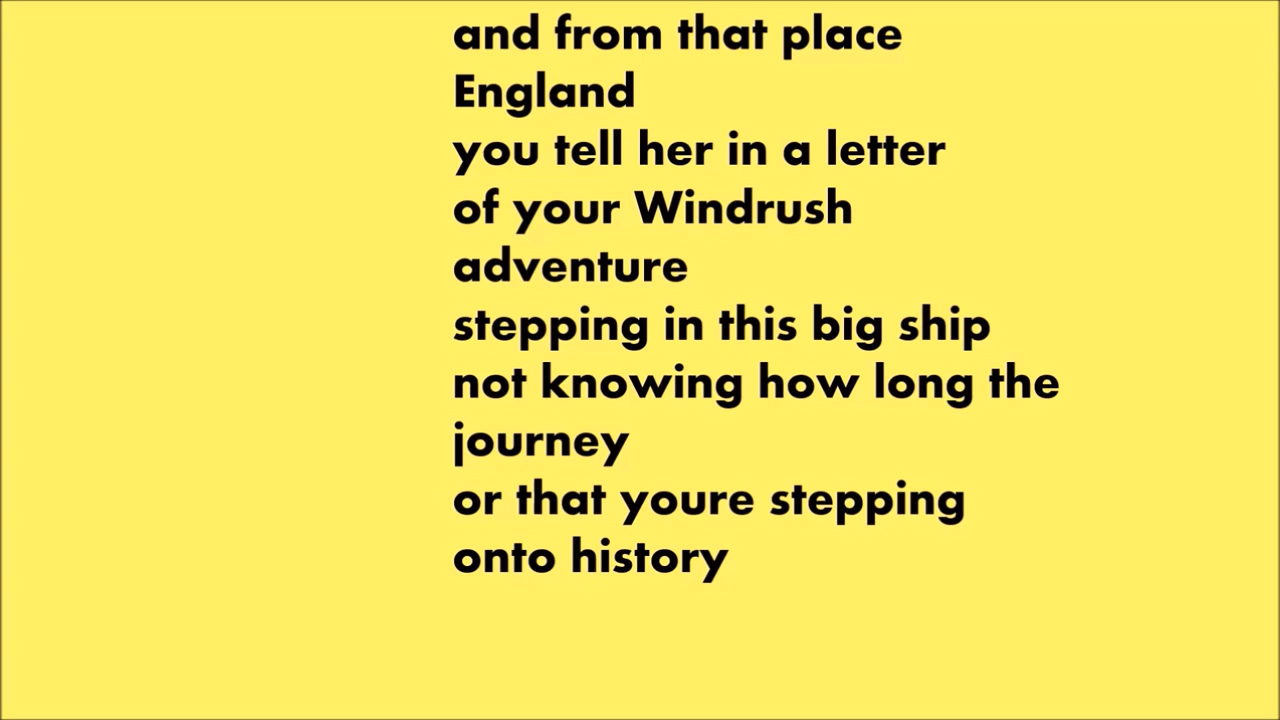 and from that place
England
you tell her in a letter
of your Windrush
adventure
stepping in this big ship
not knowing how long the
journey
or that youre stepping
onto history